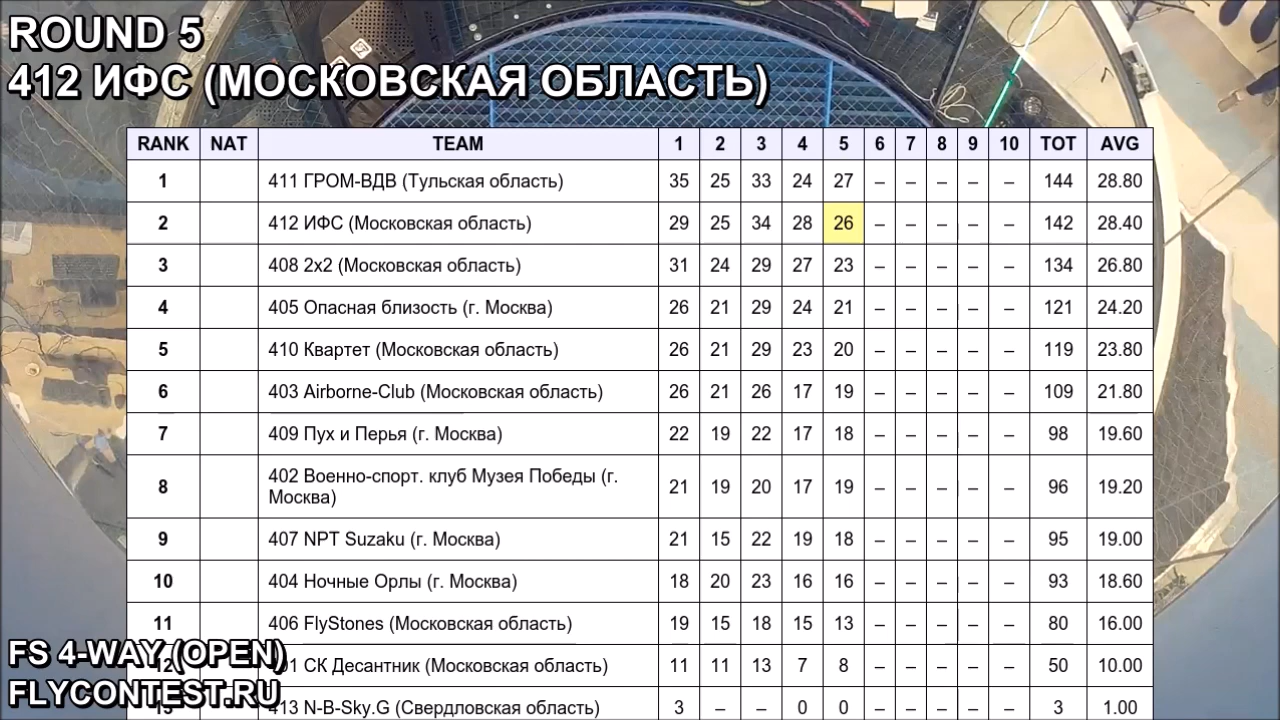 ROUND 5
412 ИФС (МОСКОВСКАЯ ОБЛАСТЬ)
RANK NAT TEAM 1 2 3 4 5 6 7 8 9 10 TOT AVG
1 411 ГРОМ-ВДВ (Тульская область) 35 25 33 24 27 – – – – – 144 28.80
2 412 ИФС (Московская область) 29 25 34 28 26 – – – – – 142 28.40
3 408 2x2 (Московская область) 31 24 29 27 23 – – – – – 134 26.80
4 405 Опасная близость (г. Москва) 26 21 29 24 21 – – – – – 121 24.20
5 410 Квартет (Московская область) 26 21 29 23 20 – – – – – 119 23.80
6 403 Airborne-Club (Московская область) 26 21 26 17 19 – – – – – 109 21.80
7 409 Пух и Перья (г. Москва) 22 19 22 17 18 – – – – – 98 19.60
8 402 Военно-спорт. клуб Музея Победы (г. 21 19 20 17 19 – – – – – 96 19.20
Москва)
9 407 NPT Suzaku (г. Москва) 21 15 22 19 18 – – – – – 95 19.00
10 404 Ночные Орлы (г. Москва) 18 20 23 16 16 – – – – – 93 18.60
11 406 FlyStones (Московская область) 19 15 18 15 13 – – – – – 80 16.00
СК Десантник (Московская область) 11 11 13 7 8 – – – – – 50 10.00
413 N-B-Sky.G (Свердловская область) 3 – – 0 0 – – – – – 3 1.00
FS 4-WAY (OPEN)
FLYCONTEST.RU